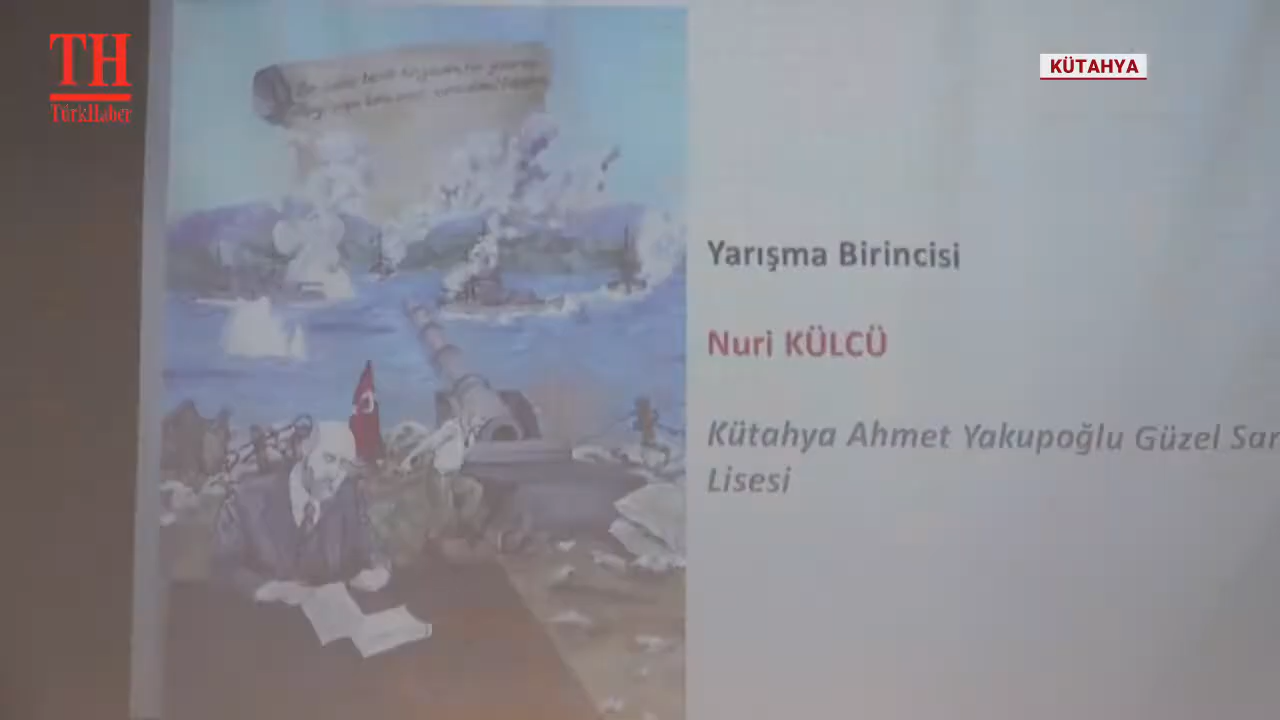 TH
TürkHaber
KÜTAHYA
Yarışma Birincisi
Nuri KÜLCÜ
Kütahya Ahmet Yakupoğlu Güzel Sar
Lisesi